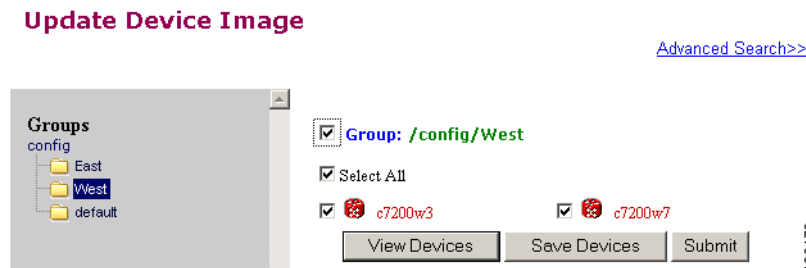 Update Device Image
Advanced Search>>
Groups
config
East
West
default
Group: /config/West
Select All
c7200w3 c7200w7
View Devices Save Devices Submit